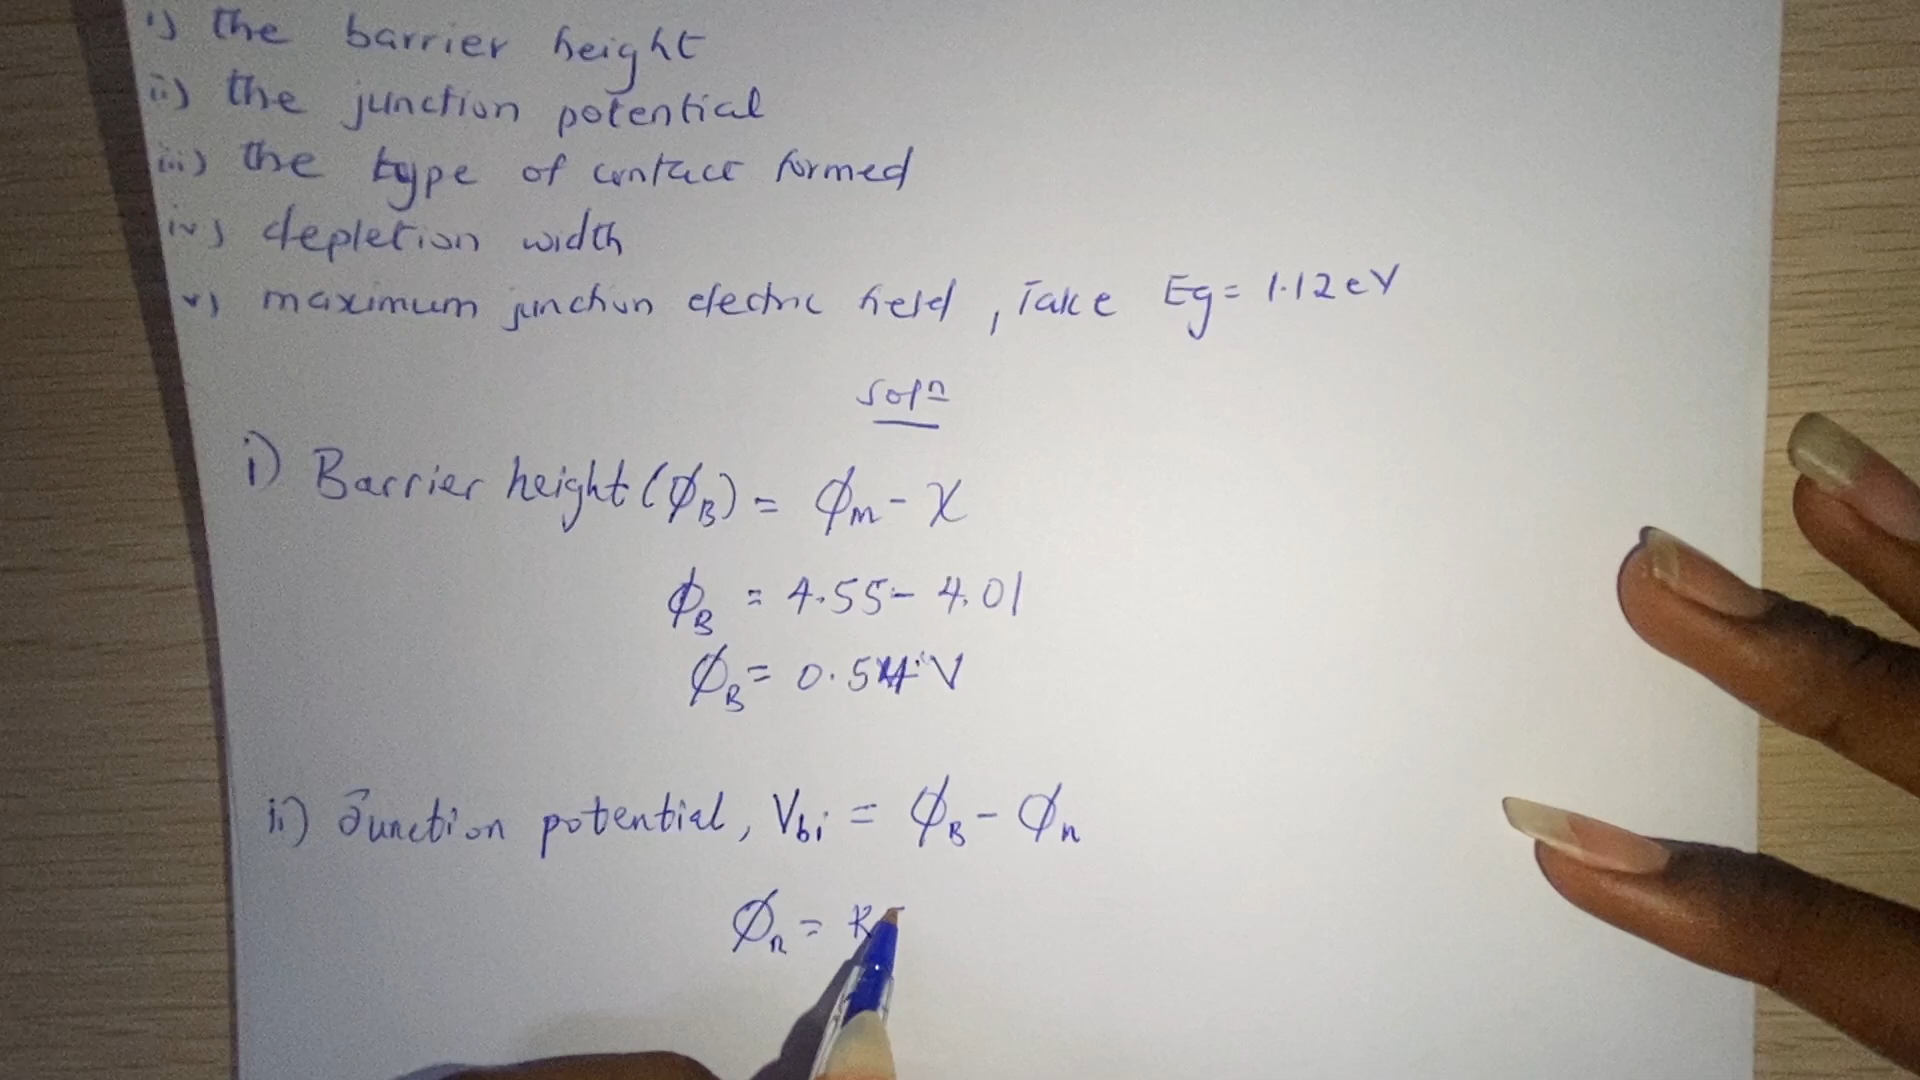 i) the barrier height
ii) the junction potential
iii) the type of contact formed
iv) depletion width
v) maximum junction electric field, Take Eg = 1.12eV
Soln
i) Barrier height (ϕB) = ϕm - χ
ϕB = 4.55 - 4.01
ϕB = 0.54 V
ii) Junction potential, Vbi = ϕB - ϕn
ϕn = K